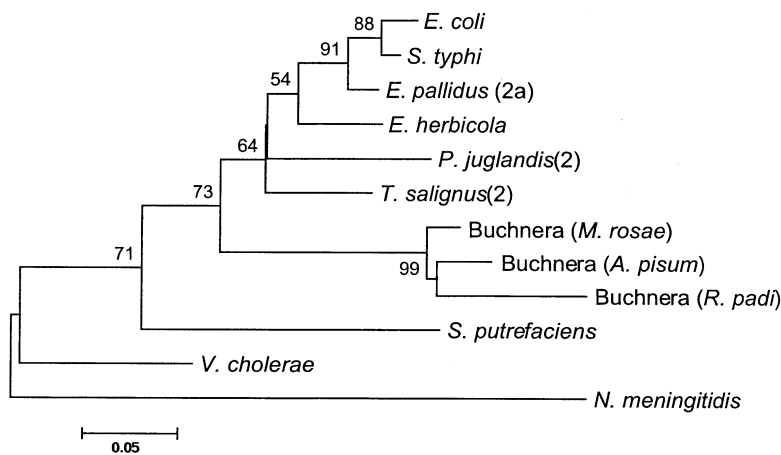 88
E. coli
S. typhi
91
E. pallidus (2a)
54
E. herbicola
64
P. juglandis(2)
T. salignus(2)
73
Buchnera (M. rosae)
Buchnera (A. pisum)
99
Buchnera (R. padi)
71
S. putrefaciens
V. cholerae
N. meningitidis
0.05